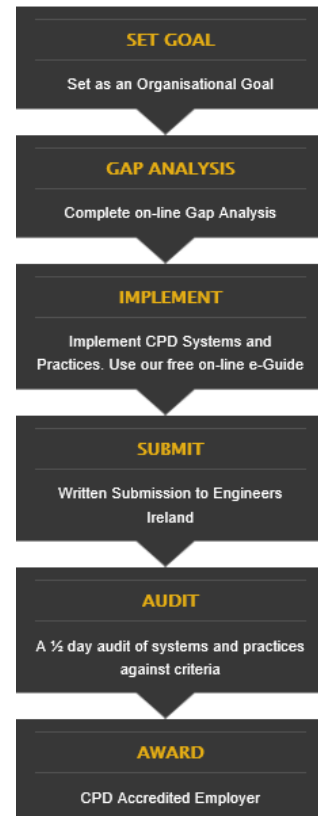 SET GOAL
Set as an Organisational Goal
GAP ANALYSIS
Complete on-line Gap Analysis
IMPLEMENT
Implement CPD Systems and
Practices. Use our free on-line e-Guide
SUBMIT
Written Submission to Engineers
Ireland
AUDIT
A ½ day audit of systems and practices
against criteria
AWARD
CPD Accredited Employer